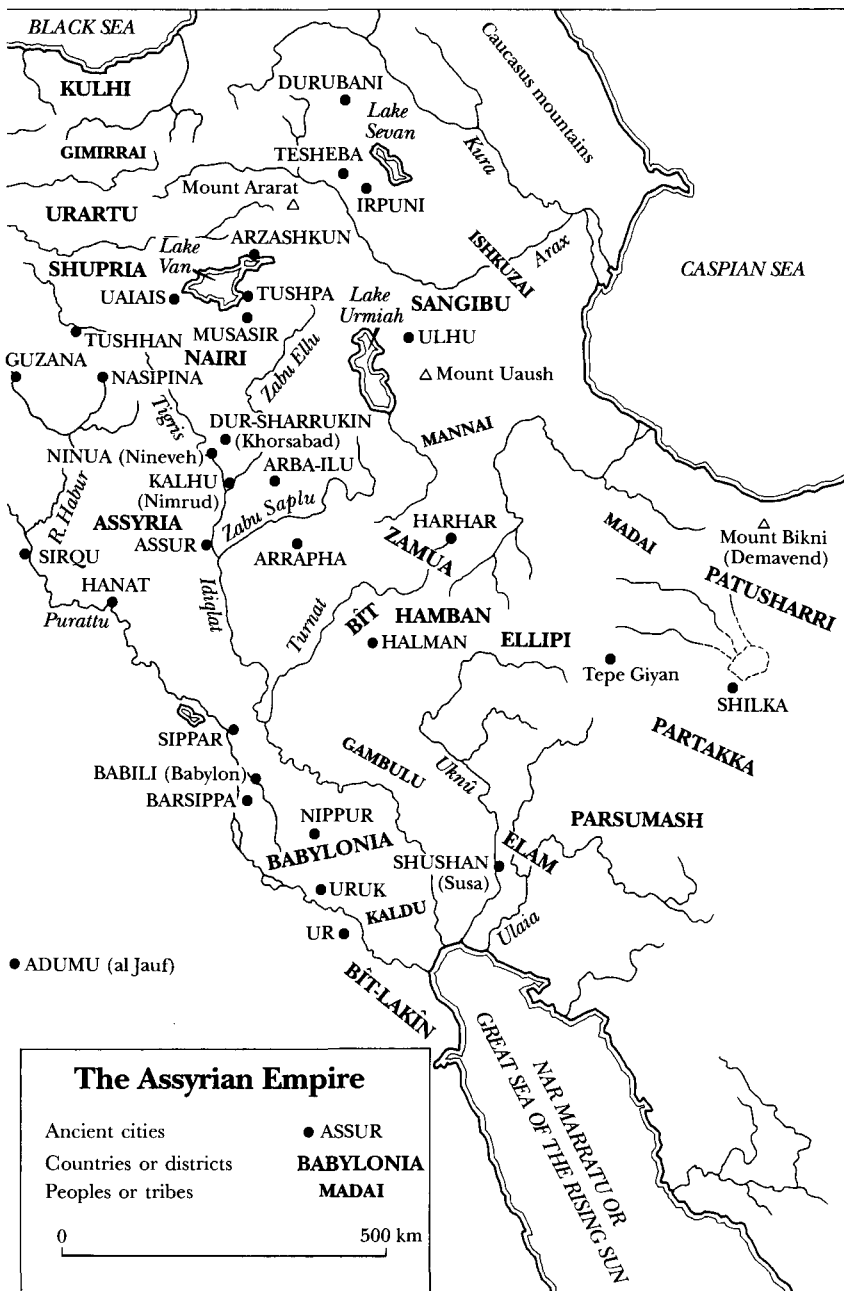 BLACK SEA
KULHI
GIMIRRAI
DURUBANI
Lake
Sevan
Caucasus mountains
Kura
TESHEBA
IRPUNI
Mount Ararat
URARTU
ARZASHKUN
Lake
Van
SHUPRIA
UAIAIS
TUSHPA
MUSASIR
ISHKUZAI
Arax
CASPIAN SEA
Lake
Urmiah
SANGIBU
ULHU
Mount Uaush
TUSHHAN
NAIRI
GUZANA
NASIPINA
Zabu Ellu
Tigris
DUR-SHARRUKIN
(Khorsabad)
MANNAI
NINUA (Nineveh)
ARBA-ILU
KALHU
(Nimrud)
R. Habur
Zabu Saplu
ASSYRIA
HARHAR
ZAMUA
MADAI
Mount Bikni
(Demavend)
ASSUR
ARRAPHA
SIRQU
HANAT
Purattu
Idiqlat
Turnat
BÎT
HAMBAN
HALMAN
ELLIPI
PATUSHARRI
Tepe Giyan
SHILKA
PARTAKKA
SIPPAR
GAMBULU
Uknû
BABILI (Babylon)
BARSIPPA
NIPPUR
BABYLONIA
PARSUMASH
ELAM
SHUSHAN
(Susa)
URUK
KALDU
Ulaia
UR
ADUMU (al Jauf)
BÎT-LAKÎN
NAR MARRATU OR
GREAT SEA OF THE RISING SUN
The Assyrian Empire
Ancient cities ● ASSUR
Countries or districts BABYLONIA
Peoples or tribes MADAI
0 500 km